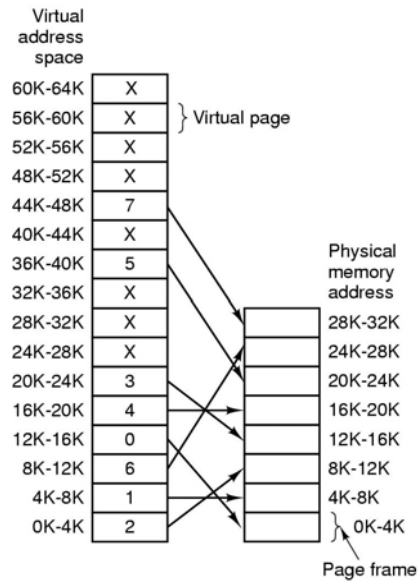 Virtual
address
space
60K-64K X
56K-60K X Virtual page
52K-56K X
48K-52K X
44K-48K 7
40K-44K X
36K-40K 5
32K-36K X
28K-32K X
24K-28K X
20K-24K 3
16K-20K 4
12K-16K 0
8K-12K 6
4K-8K 1
0K-4K 2
Physical
memory
address
28K-32K
24K-28K
20K-24K
16K-20K
12K-16K
8K-12K
4K-8K
0K-4K
Page frame